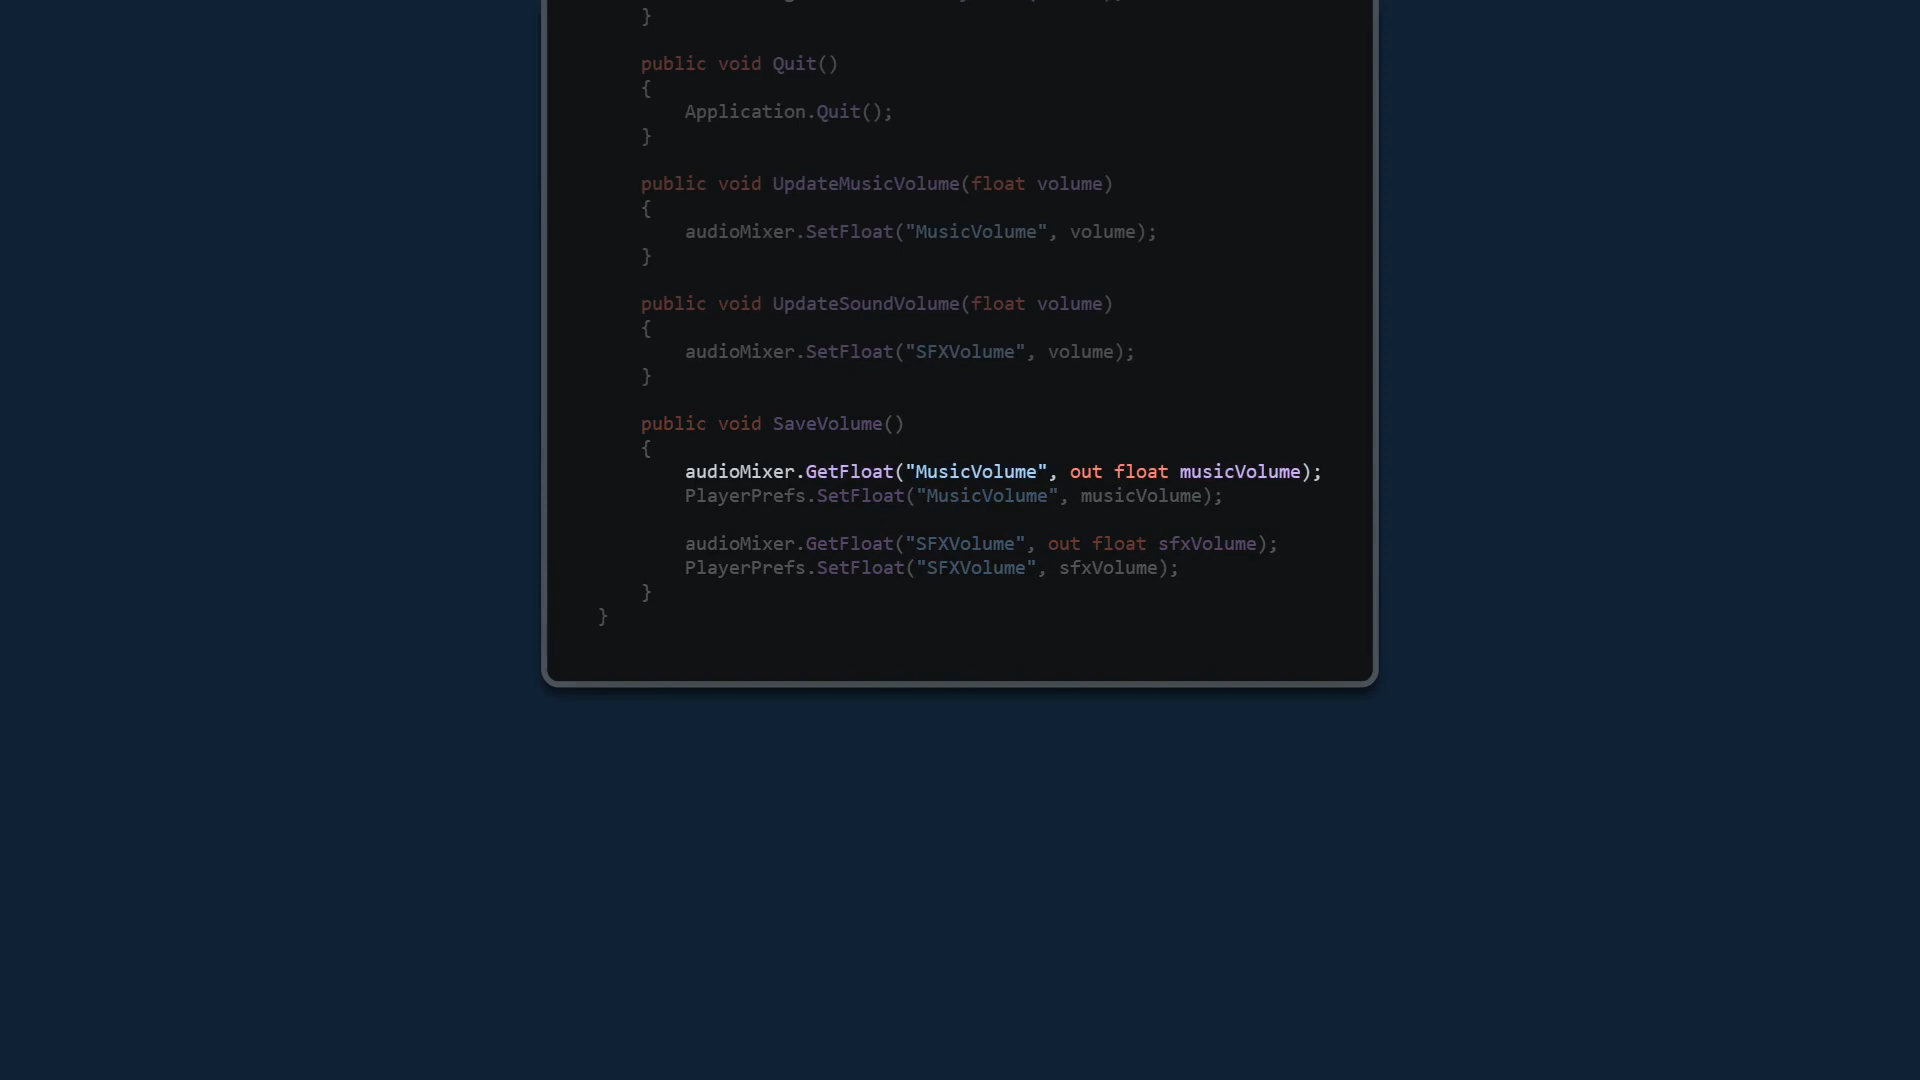 }
public void Quit()
{
Application.Quit();
}
public void UpdateMusicVolume(float volume)
{
audioMixer.SetFloat("MusicVolume", volume);
}
public void UpdateSoundVolume(float volume)
{
audioMixer.SetFloat("SFXVolume", volume);
}
public void SaveVolume()
{
audioMixer.GetFloat("MusicVolume", out float musicVolume);
PlayerPrefs.SetFloat("MusicVolume", musicVolume);
audioMixer.GetFloat("SFXVolume", out float sfxVolume);
PlayerPrefs.SetFloat("SFXVolume", sfxVolume);
}
}